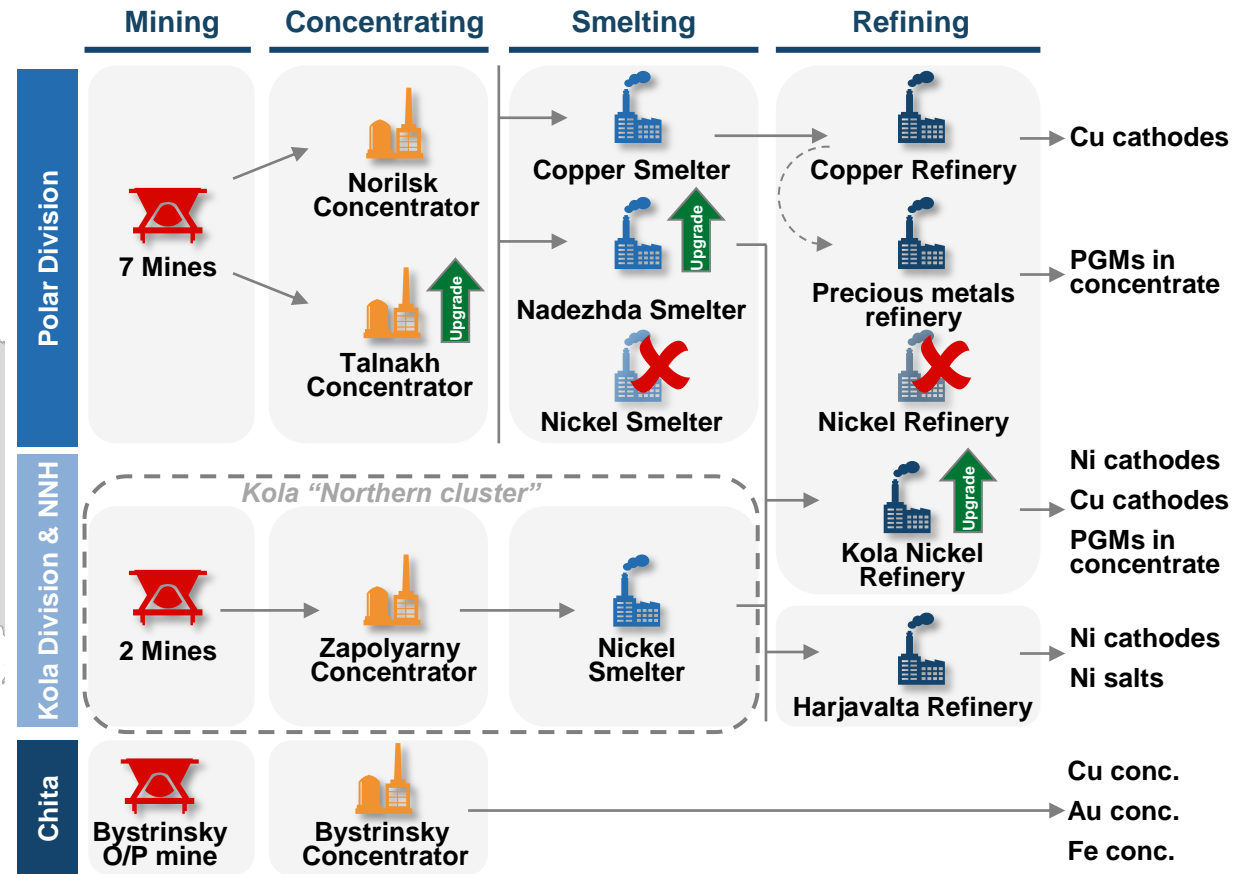 Mining
Concentrating
Smelting
Refining
Polar Division
7 Mines
Norilsk
Concentrator
Talnakh
Concentrator
Upgrade
Copper Smelter
Nadezhda Smelter
Upgrade
Nickel Smelter
Copper Refinery
Precious metals
refinery
Nickel Refinery
Cu cathodes
PGMs in
concentrate
Kola Division & NNH
Kola “Northern cluster”
2 Mines
Zapolyarny
Concentrator
Nickel
Smelter
Kola Nickel
Refinery
Upgrade
Harjavalta Refinery
Ni cathodes
Cu cathodes
PGMs in
concentrate
Ni cathodes
Ni salts
Chita
Bystrinsky
O/P mine
Bystrinsky
Concentrator
Cu conc.
Au conc.
Fe conc.